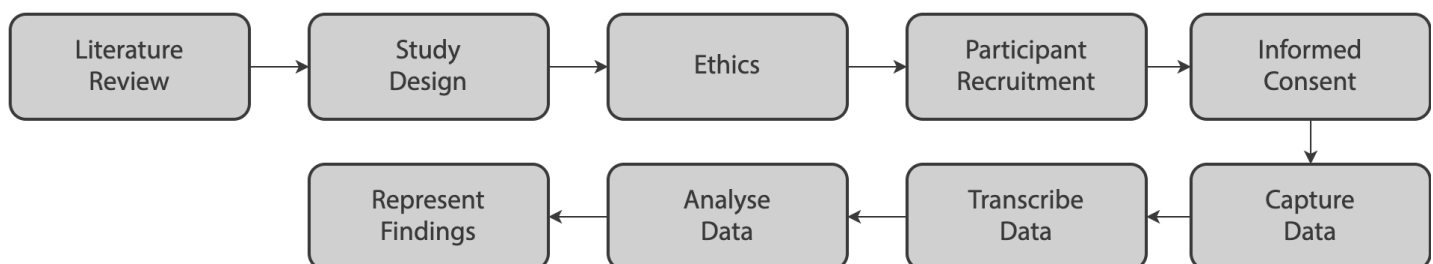 Literature
Review
Study
Design
Ethics
Participant
Recruitment
Informed
Consent
Capture
Data
Transcribe
Data
Analyse
Data
Represent
Findings